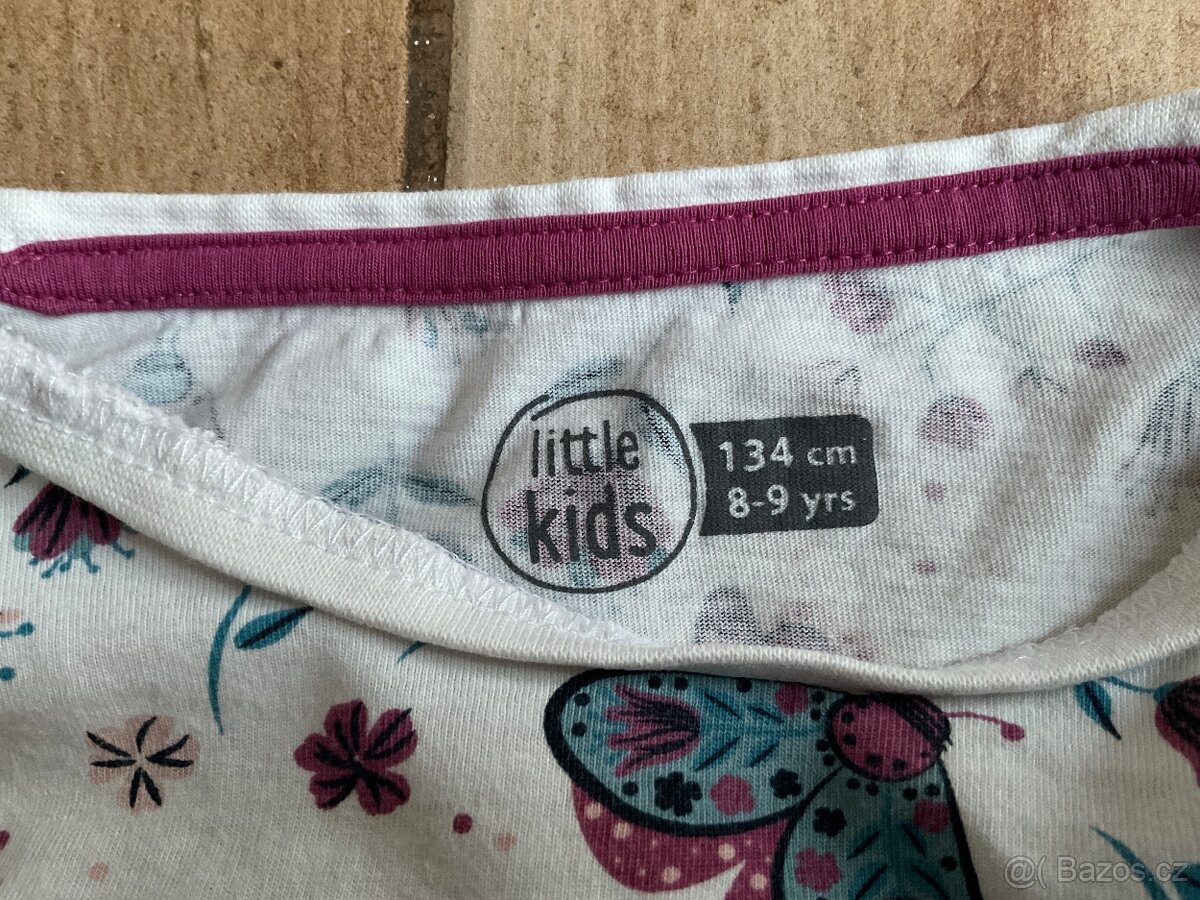 little
kids
134 cm
8-9 yrs
@( Bazos.cz